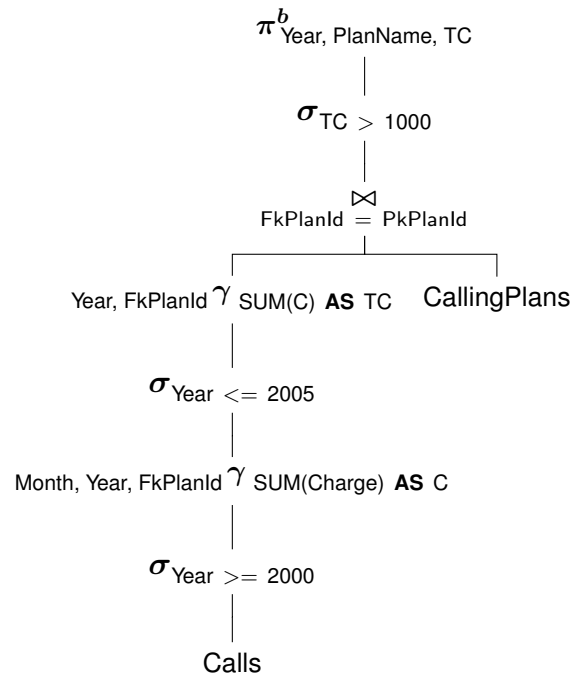 π^b Year, PlanName, TC
σ TC > 1000
⋈
FkPlanId = PkPlanId
Year, FkPlanId γ SUM(C) AS TC CallingPlans
σ Year <= 2005
Month, Year, FkPlanId γ SUM(Charge) AS C
σ Year >= 2000
Calls